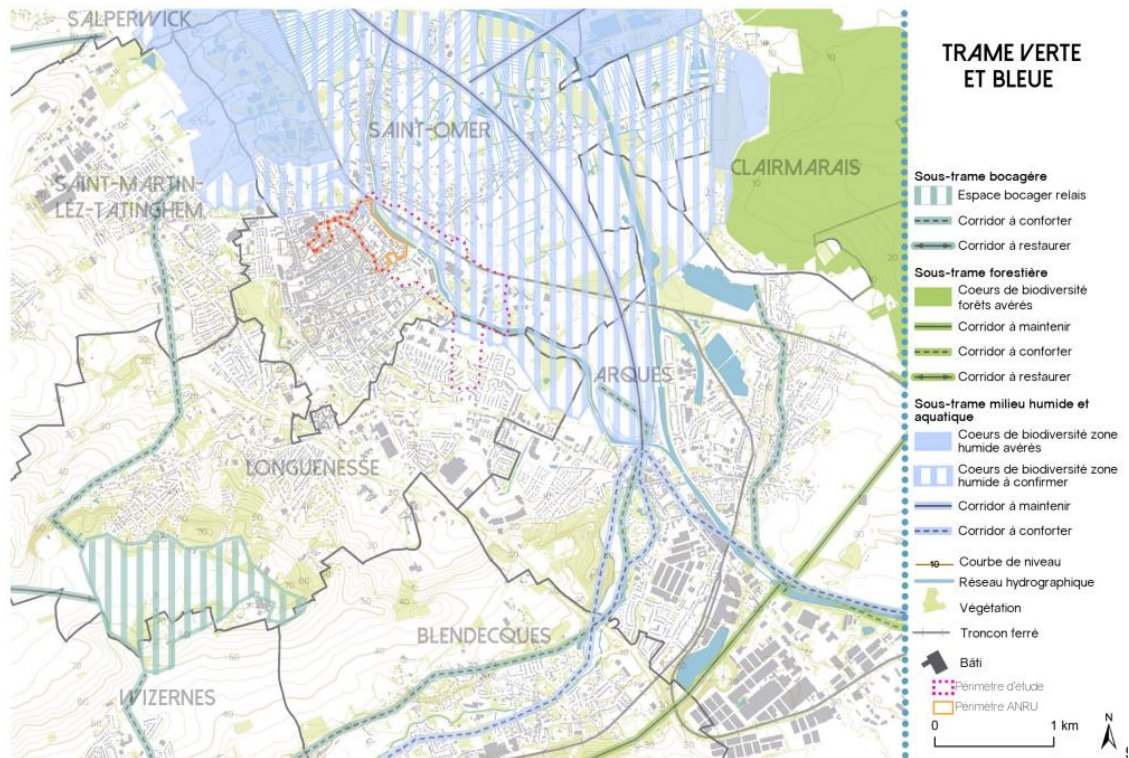 SALPERWICK
SAINT-OMER
CLAIRMARAIS
SAINT-MARTIN-
LEZ-TATINGHEM
ARQUES
LONGUENESSE
BLENDECQUES
WIZERNES
TRAME VERTE
ET BLEUE
Sous-trame bocagère
Espace bocager relais
Corridor à conforter
Corridor à restaurer
Sous-trame forestière
Coeurs de biodiversité
forêts avérés
Corridor à maintenir
Corridor à conforter
Corridor à restaurer
Sous-trame milieu humide et
aquatique
Coeurs de biodiversité zone
humide avérés
Coeurs de biodiversité zone
humide à confirmer
Corridor à maintenir
Corridor à conforter
10 Courbe de niveau
Réseau hydrographique
Végétation
Troncon ferré
Bâti
Périmètre d'étude
Périmètre ANRU
0 1 km
N